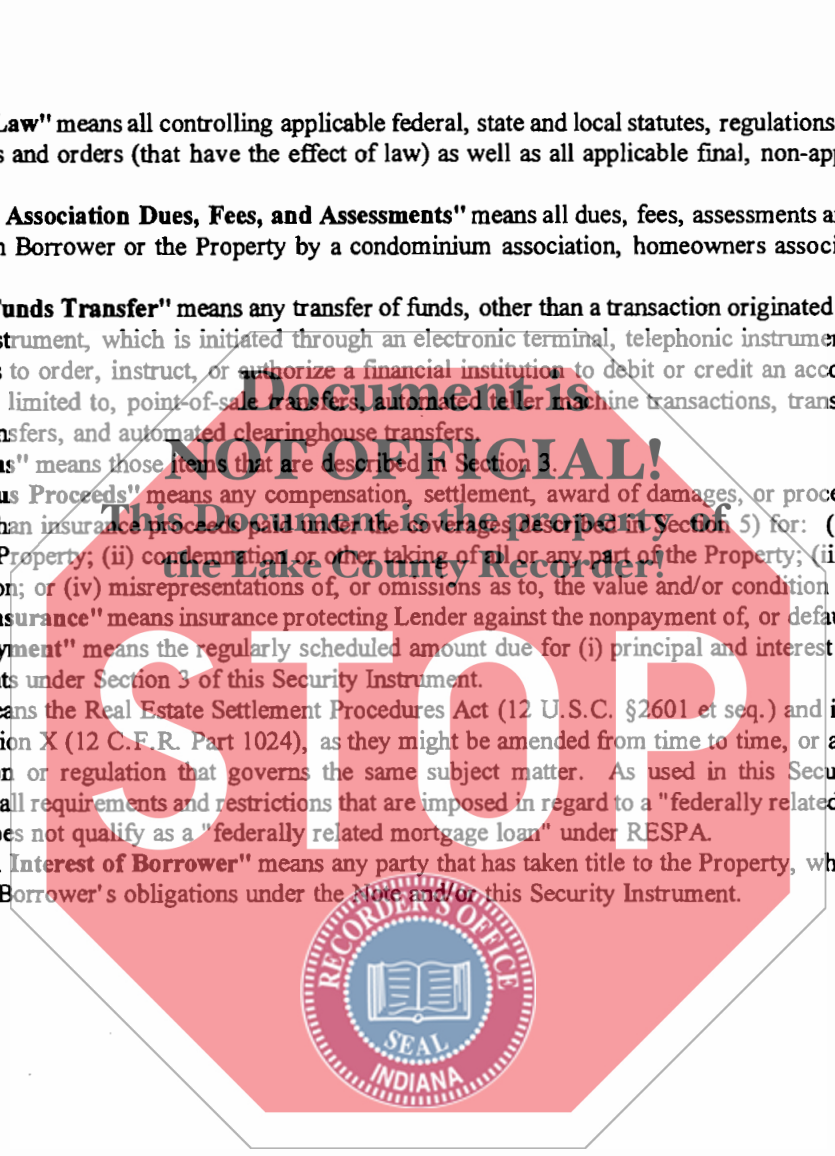 Law" means all controlling applicable federal, state and local statutes, regulations
s and orders (that have the effect of law) as well as all applicable final, non-app
Association Dues, Fees, and Assessments" means all dues, fees, assessments a
n Borrower or the Property by a condominium association, homeowners associ
Funds Transfer" means any transfer of funds, other than a transaction originated
strument, which is initiated through an electronic terminal, telephonic instrume
s to order, instruct, or authorize a financial institution to debit or credit an acco
limited to, point-of-sale transfers, automated teller machine transactions, trans
nsfers, and automated clearinghouse transfers.
ns" means those items that are described in Section 3.
us Proceeds" means any compensation, settlement, award of damages, or proce
han insurance proceeds paid under the coverages described in Section 5) for: (
Property; (ii) condemnation or other taking of all or any part of the Property; (ii
on; or (iv) misrepresentations of, or omissions as to, the value and/or condition
nsurance" means insurance protecting Lender against the nonpayment of, or defau
yment" means the regularly scheduled amount due for (i) principal and interest
ts under Section 3 of this Security Instrument.
eans the Real Estate Settlement Procedures Act (12 U.S.C. §2601 et seq.) and i
ion X (12 C.F.R. Part 1024), as they might be amended from time to time, or a
n or regulation that governs the same subject matter. As used in this Secu
all requirements and restrictions that are imposed in regard to a "federally related
oes not qualify as a "federally related mortgage loan" under RESPA.
Interest of Borrower" means any party that has taken title to the Property, wh
Borrower's obligations under the Note and/or this Security Instrument.
Document is
NOT OFFICIAL!
This Document is the property of
the Lake County Recorder!
STOP
RECORDER'S OFFICE
SEAL
INDIANA